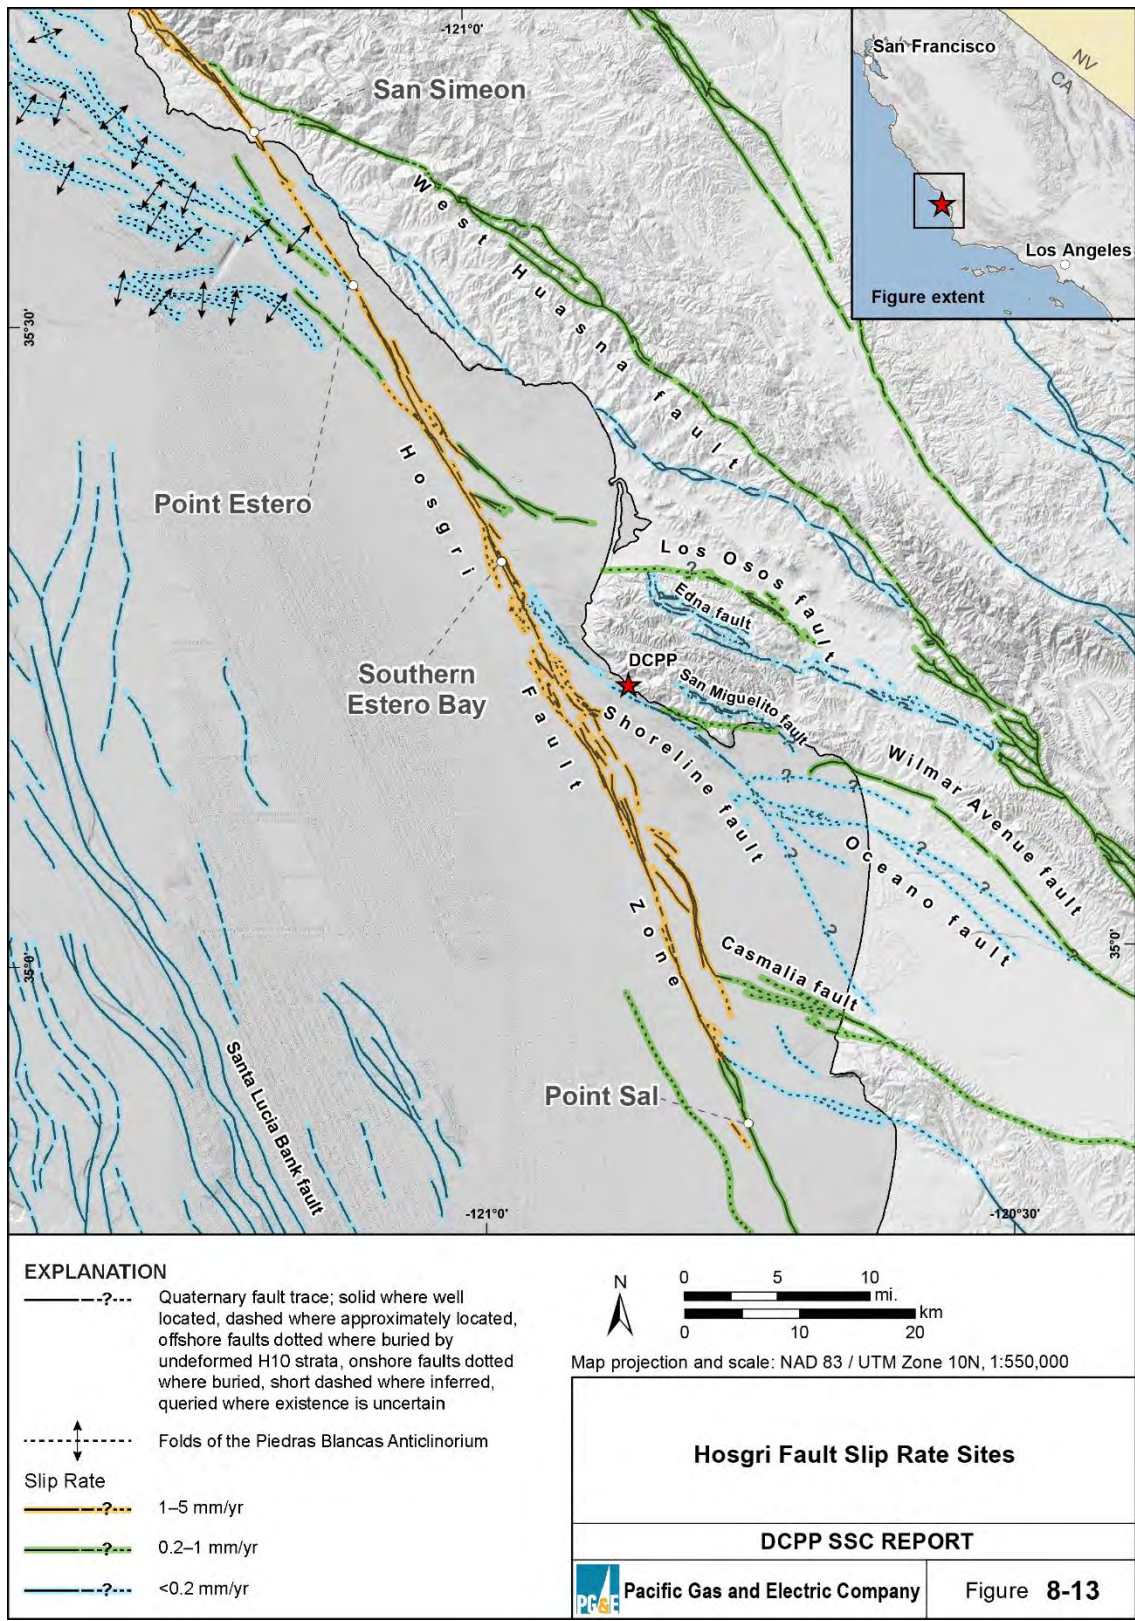 -121°0'
San Francisco
NV
CA
San Simeon
Los Angeles
Figure extent
35°30'
West Huasna fault
Point Estero
Hosgri Fault Zone
Los Osos fault
?
Edna fault
Southern
Estero Bay
DCPP
San Miguelito fault
Shoreline fault
Wilmar Avenue fault
?
?
Oceano fault
?
?
?
?
?
35°0'
35°0'
Casmalia fault
Santa Lucia Bank fault
Point Sal
-121°0'
-120°30'
EXPLANATION
? Quaternary fault trace; solid where well
located, dashed where approximately located,
offshore faults dotted where buried by
undeformed H10 strata, onshore faults dotted
where buried, short dashed where inferred,
queried where existence is uncertain
Folds of the Piedras Blancas Anticlinorium
Slip Rate
? 1–5 mm/yr
? 0.2–1 mm/yr
? <0.2 mm/yr
N
0 5 10
mi.
km
0 10 20
Map projection and scale: NAD 83 / UTM Zone 10N, 1:550,000
Hosgri Fault Slip Rate Sites
DCPP SSC REPORT
PG&E Pacific Gas and Electric Company
Figure 8-13